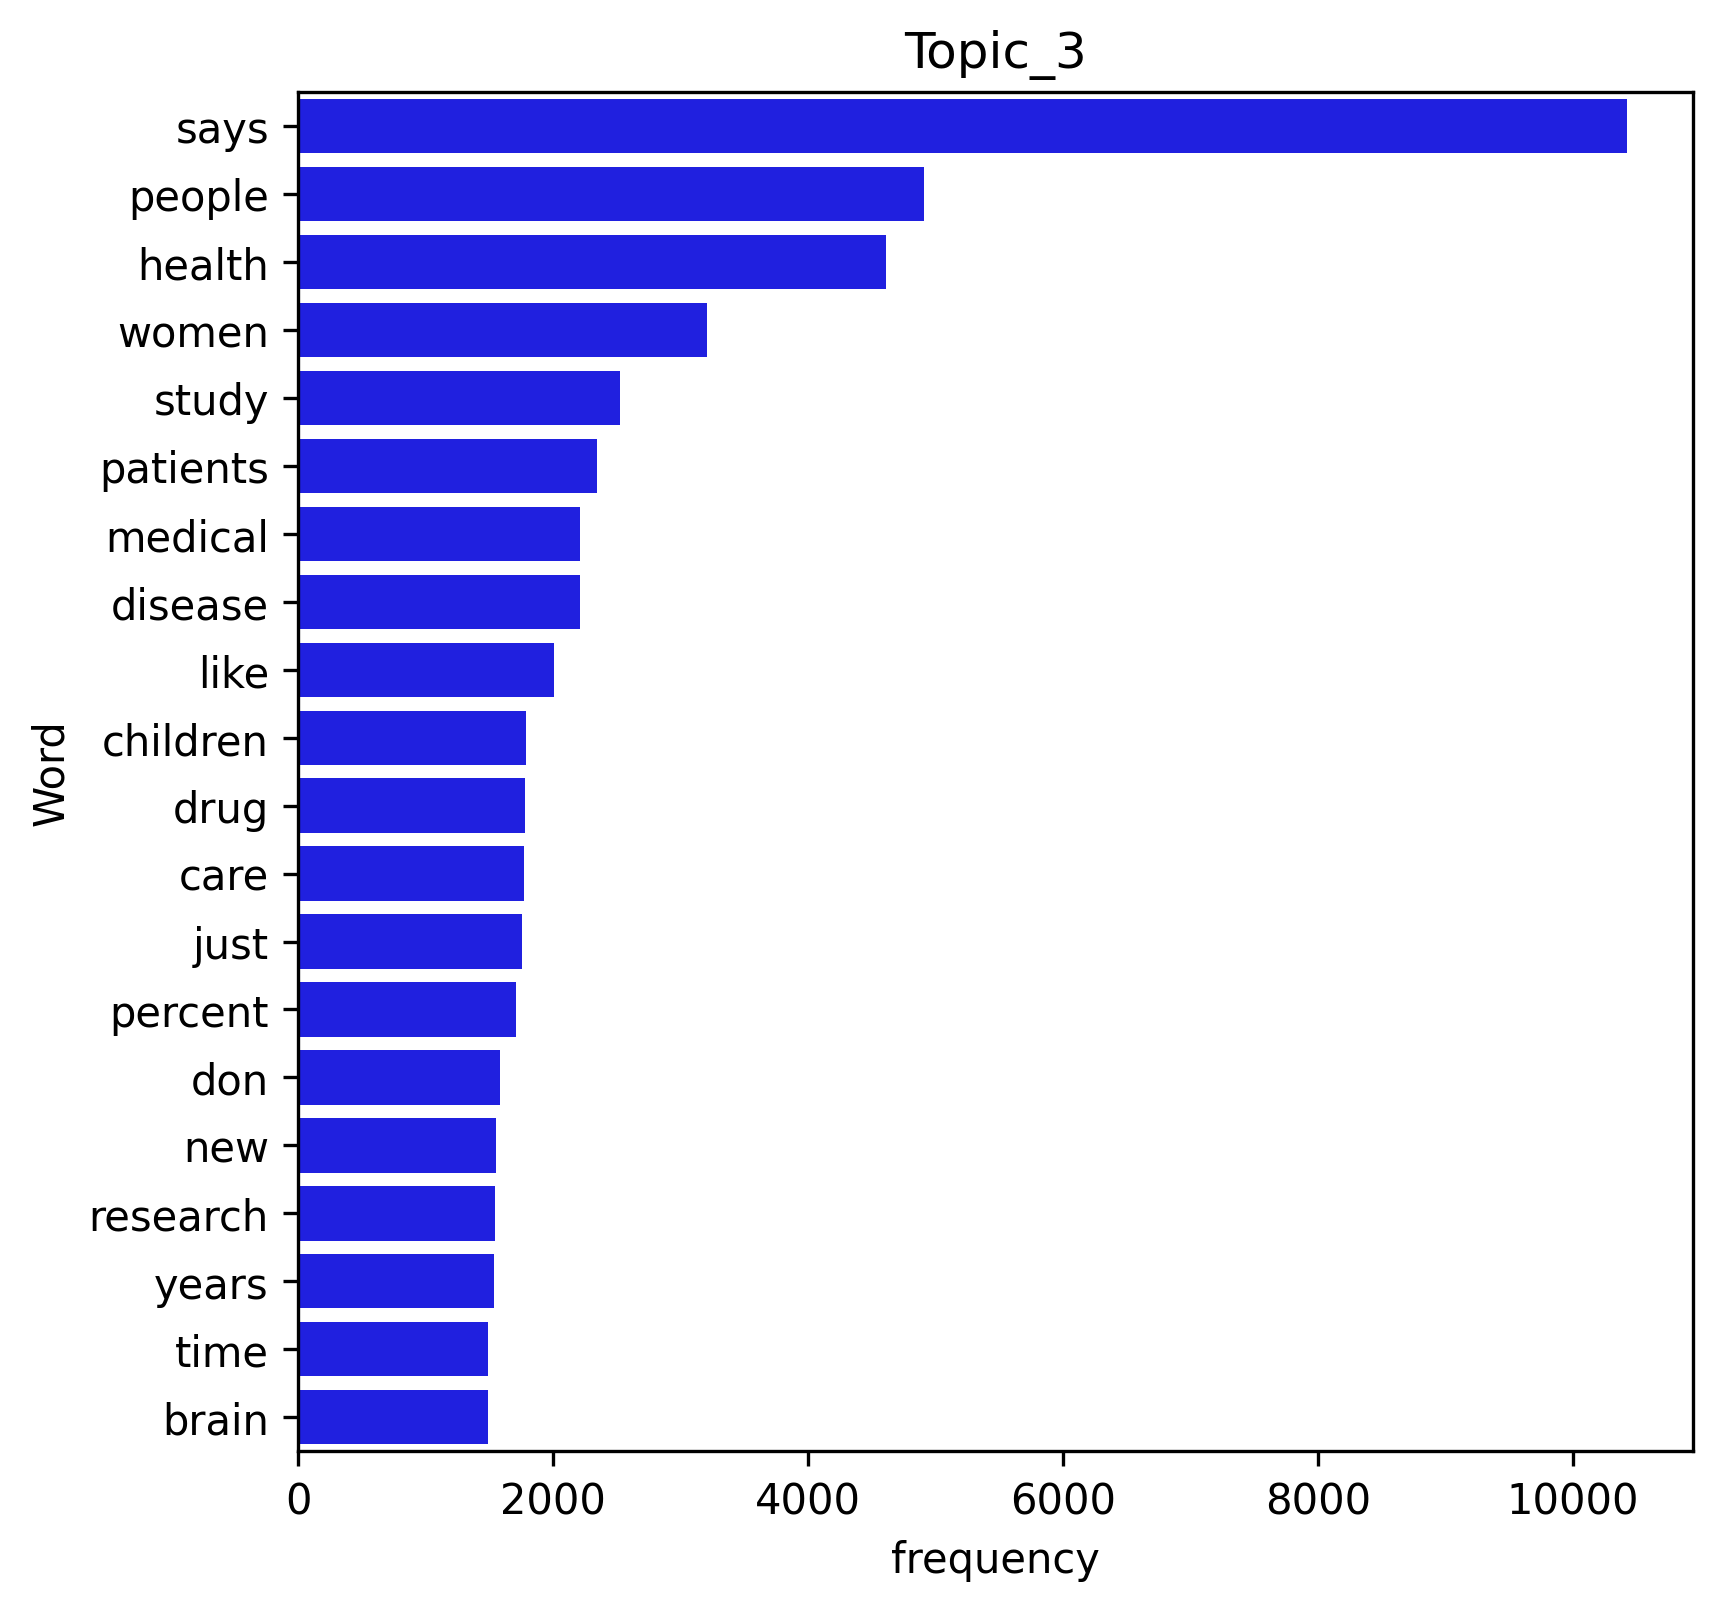 Topic_3
says
people
health
women
study
patients
medical
disease
like
children
drug
care
just
percent
don
new
research
years
time
brain
Word
0 2000 4000 6000 8000 10000
frequency